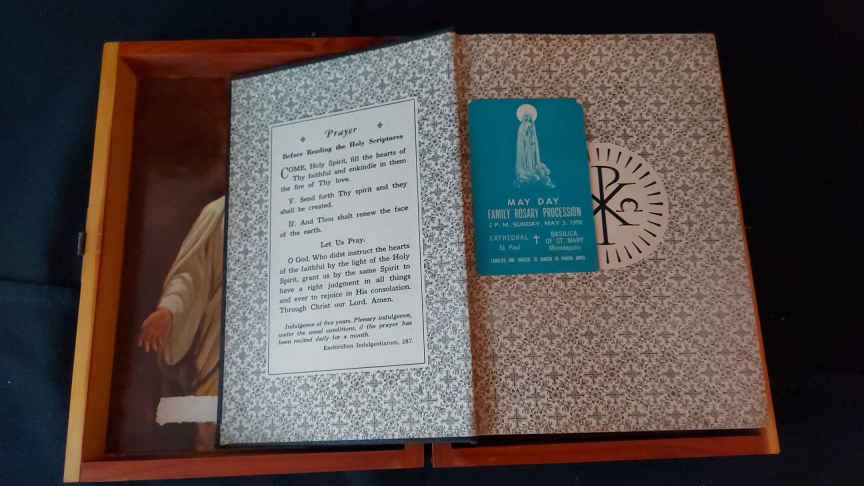 Prayer
Before Reading the Holy Scriptures
COME, Holy Spirit, fill the hearts of
Thy faithful and enkindle in them
the fire of Thy love.
V. Send forth Thy spirit and they
shall be created.
R. And Thou shalt renew the face
of the earth.
Let Us Pray.
O God, Who didst instruct the hearts
of the faithful by the light of the Holy
Spirit, grant us by the same Spirit to
have a right judgment in all things
and ever to rejoice in His consolation.
Through Christ our Lord. Amen.
Indulgence of five years. Plenary indulgence,
under the usual conditions, if the prayer has
been recited daily for a month.
Enchiridion Indulgentiarum, 287.
MAY DAY
FAMILY ROSARY PROCESSION
P. M. SUNDAY, MAY
CATHEDRAL
St. Paul
BASILICA
OF ST. MARY
Minneapolis